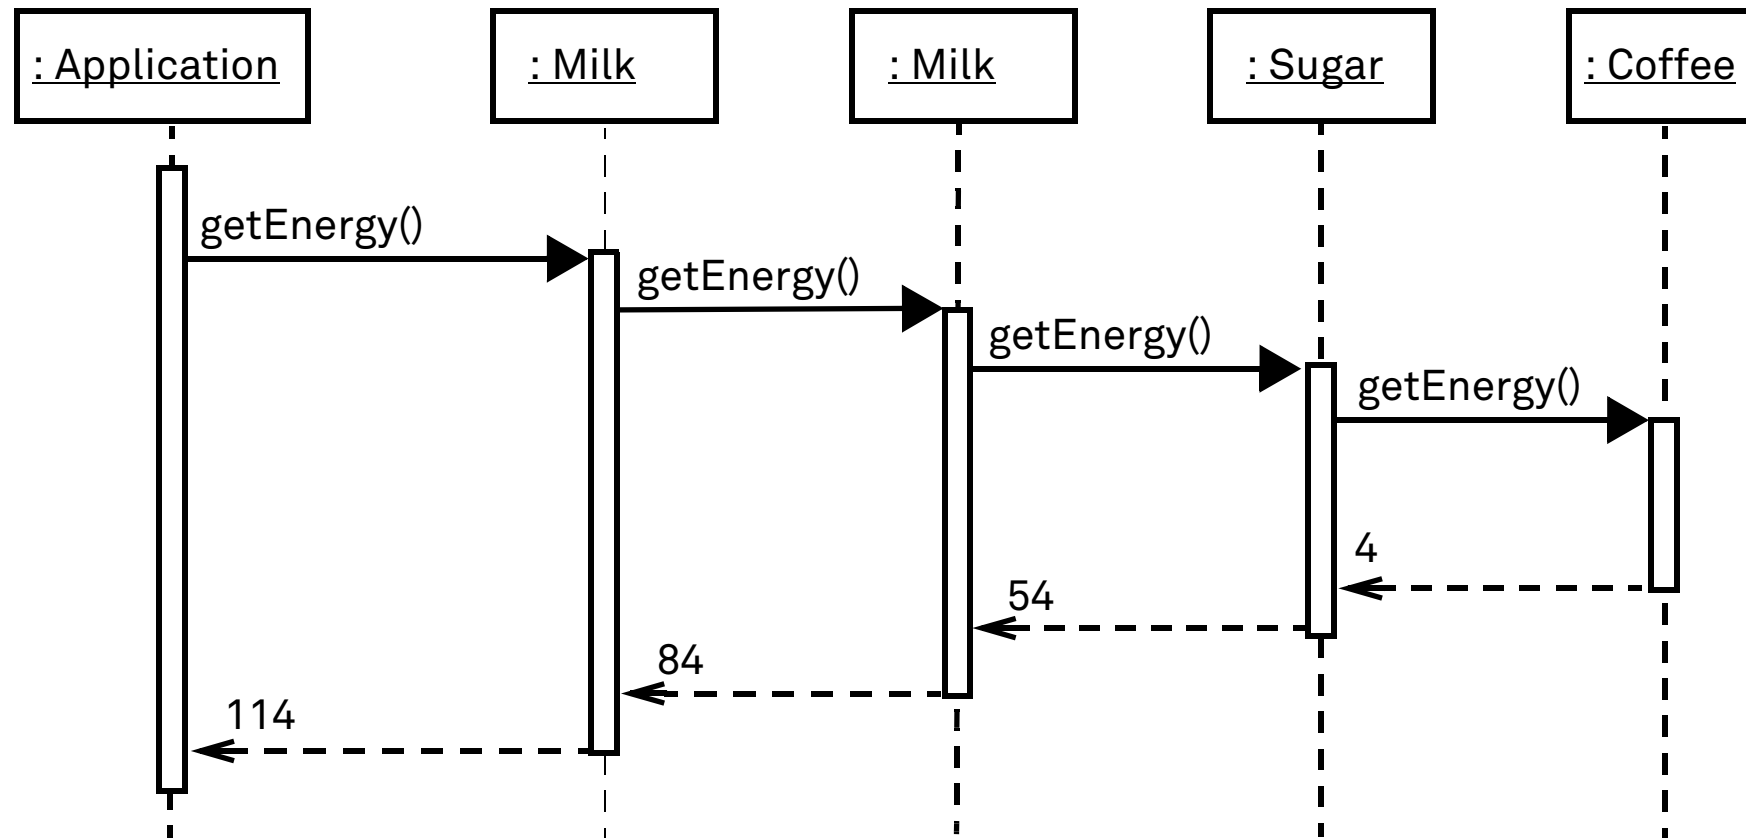 : Application
: Milk
: Milk
: Sugar
: Coffee
getEnergy()
getEnergy()
getEnergy()
getEnergy()
4
54
84
114